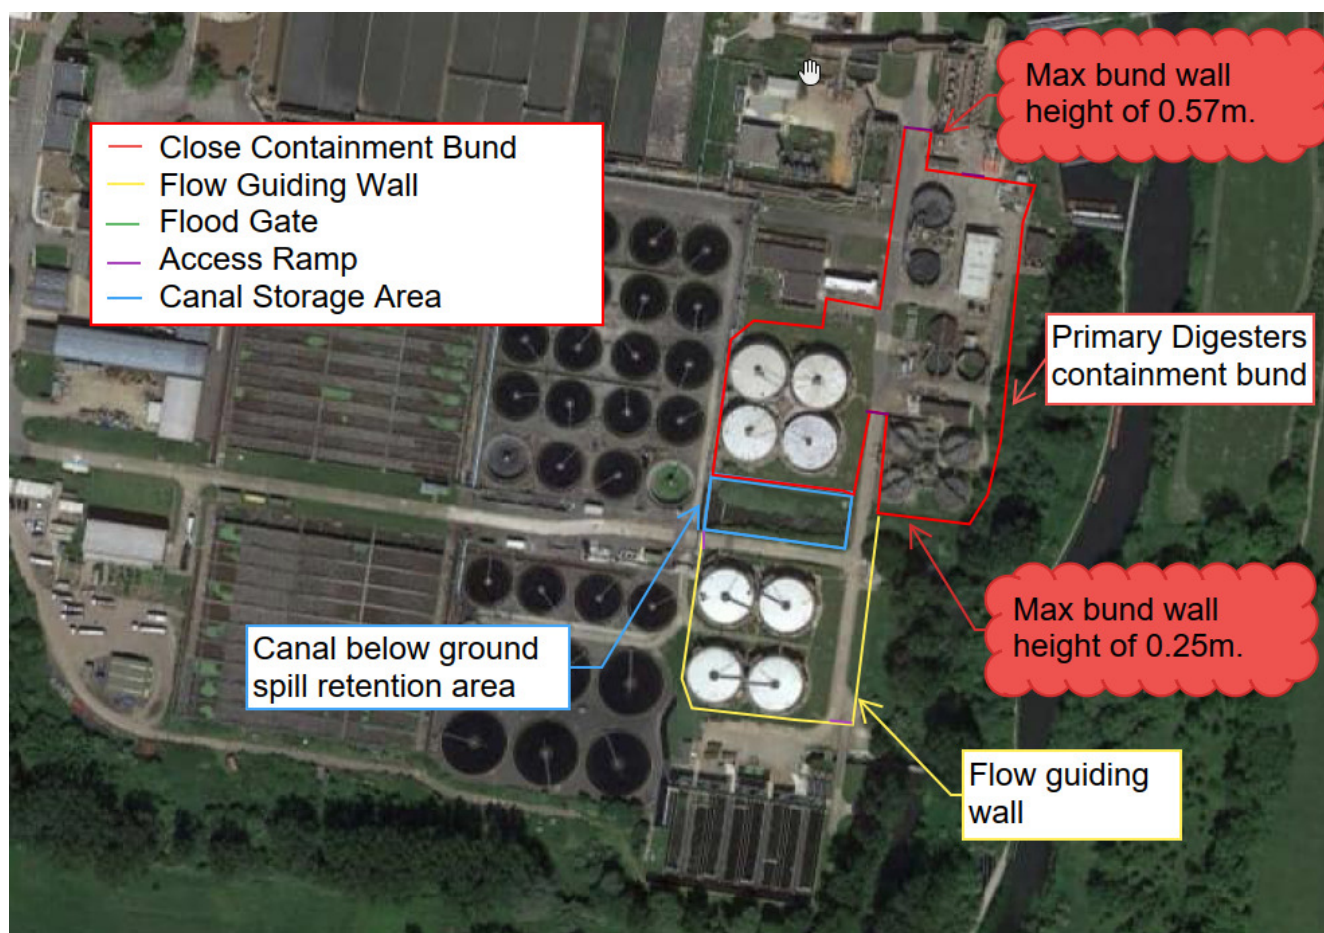 Max bund wall
height of 0.57m.
Close Containment Bund
Flow Guiding Wall
Flood Gate
Access Ramp
Canal Storage Area
Primary Digesters
containment bund
Max bund wall
height of 0.25m.
Canal below ground
spill retention area
Flow guiding
wall